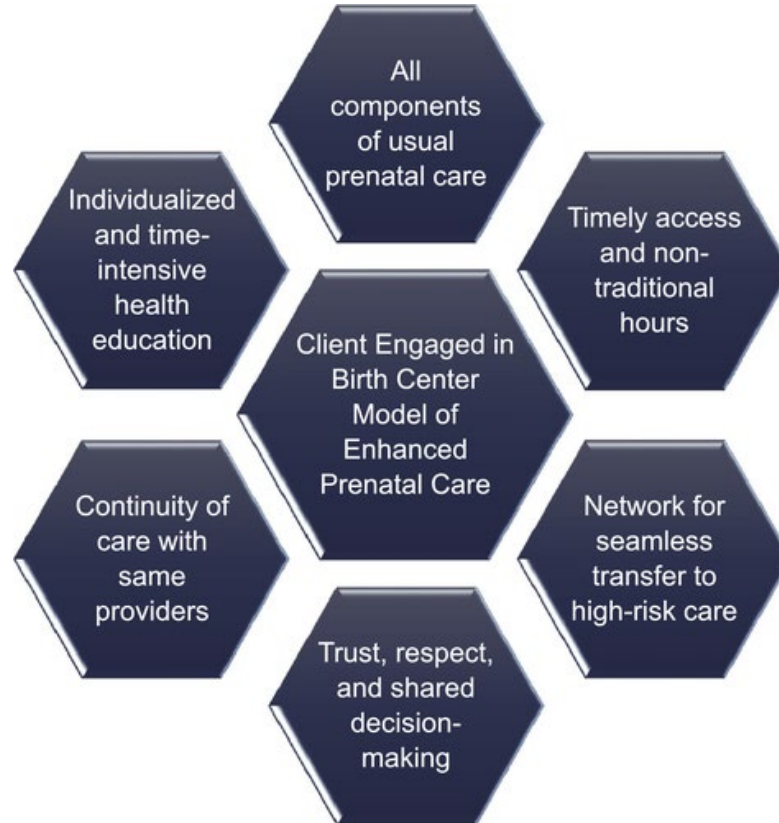 All
components
of usual
prenatal care
Individualized
and time-
intensive
health
education
Timely access
and non-
traditional
hours
Client Engaged in
Birth Center
Model of
Enhanced
Prenatal Care
Continuity of
care with
same
providers
Network for
seamless
transfer to
high-risk care
Trust, respect,
and shared
decision-
making